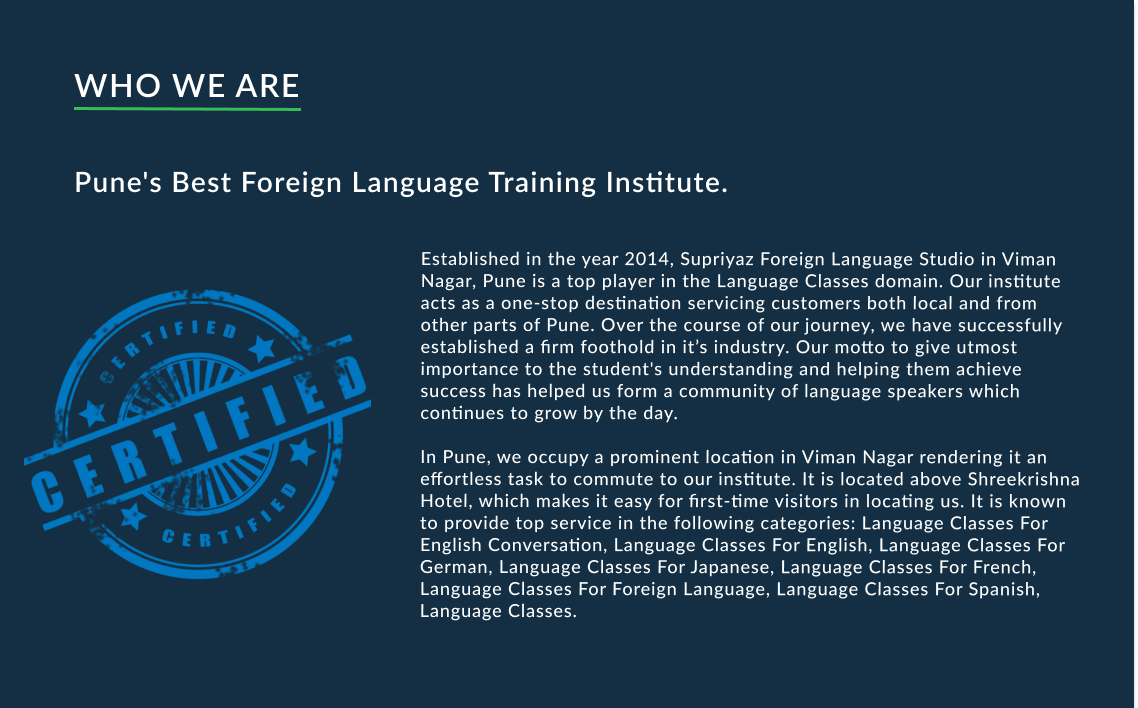 WHO WE ARE
Pune's Best Foreign Language Training Institute.
Established in the year 2014, Supriyaz Foreign Language Studio in Viman
Nagar, Pune is a top player in the Language Classes domain. Our institute
acts as a one-stop destination servicing customers both local and from
other parts of Pune. Over the course of our journey, we have successfully
established a firm foothold in it’s industry. Our motto to give utmost
importance to the student's understanding and helping them achieve
success has helped us form a community of language speakers which
continues to grow by the day.
In Pune, we occupy a prominent location in Viman Nagar rendering it an
effortless task to commute to our institute. It is located above Shreekrishna
Hotel, which makes it easy for first-time visitors in locating us. It is known
to provide top service in the following categories: Language Classes For
English Conversation, Language Classes For English, Language Classes For
German, Language Classes For Japanese, Language Classes For French,
Language Classes For Foreign Language, Language Classes For Spanish,
Language Classes.
CERTIFIED
CERTIFIED
CERTIFIED